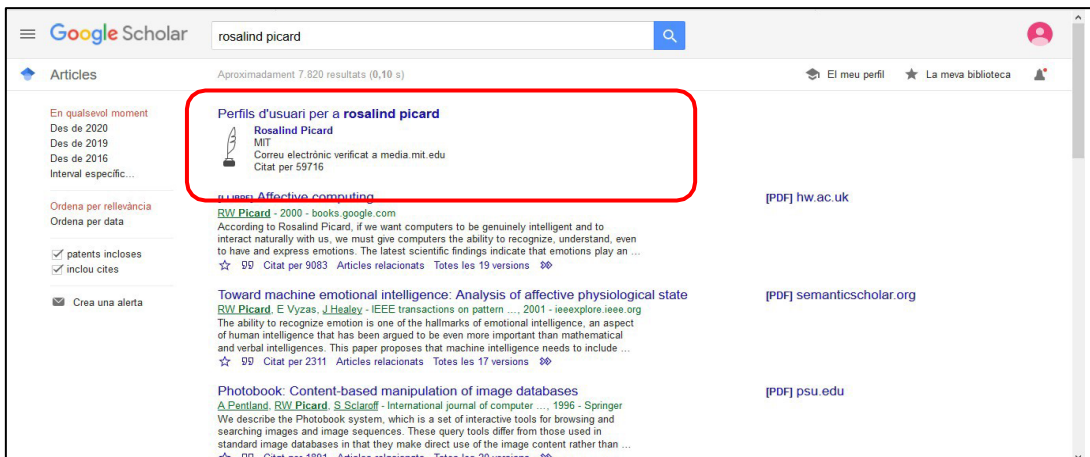 Google Scholar
rosalind picard
Articles
Aproximadament 7.820 resultats (0,10 s)
El meu perfil
La meva biblioteca
En qualsevol moment
Des de 2020
Des de 2019
Des de 2016
Interval específic...
Ordena per rellevància
Ordena per data
patents incloses
inclou cites
Crea una alerta
Perfils d'usuari per a rosalind picard
Rosalind Picard
MIT
Correu electrònic verificat a media.mit.edu
Citat per 59716
[LLIBRE] Affective computing
RW Picard - 2000 - books.google.com
According to Rosalind Picard, if we want computers to be genuinely intelligent and to
interact naturally with us, we must give computers the ability to recognize, understand, even
to have and express emotions. The latest scientific findings indicate that emotions play an ...
Citat per 9083 Articles relacionats Totes les 19 versions
[PDF] hw.ac.uk
Toward machine emotional intelligence: Analysis of affective physiological state
RW Picard, E Vyzas, J Healey - IEEE transactions on pattern ..., 2001 - ieeexplore.ieee.org
The ability to recognize emotion is one of the hallmarks of emotional intelligence, an aspect
of human intelligence that has been argued to be even more important than mathematical
and verbal intelligences. This paper proposes that machine intelligence needs to include ...
Citat per 2311 Articles relacionats Totes les 17 versions
[PDF] semanticscholar.org
Photobook: Content-based manipulation of image databases
A Pentland, RW Picard, S Sclaroff - International journal of computer ..., 1996 - Springer
We describe the Photobook system, which is a set of interactive tools for browsing and
searching images and image sequences. These query tools differ from those used in
standard image databases in that they make direct use of the image content rather than ...
Citat per 1891 Articles relacionats Totes les 20 versions
[PDF] psu.edu